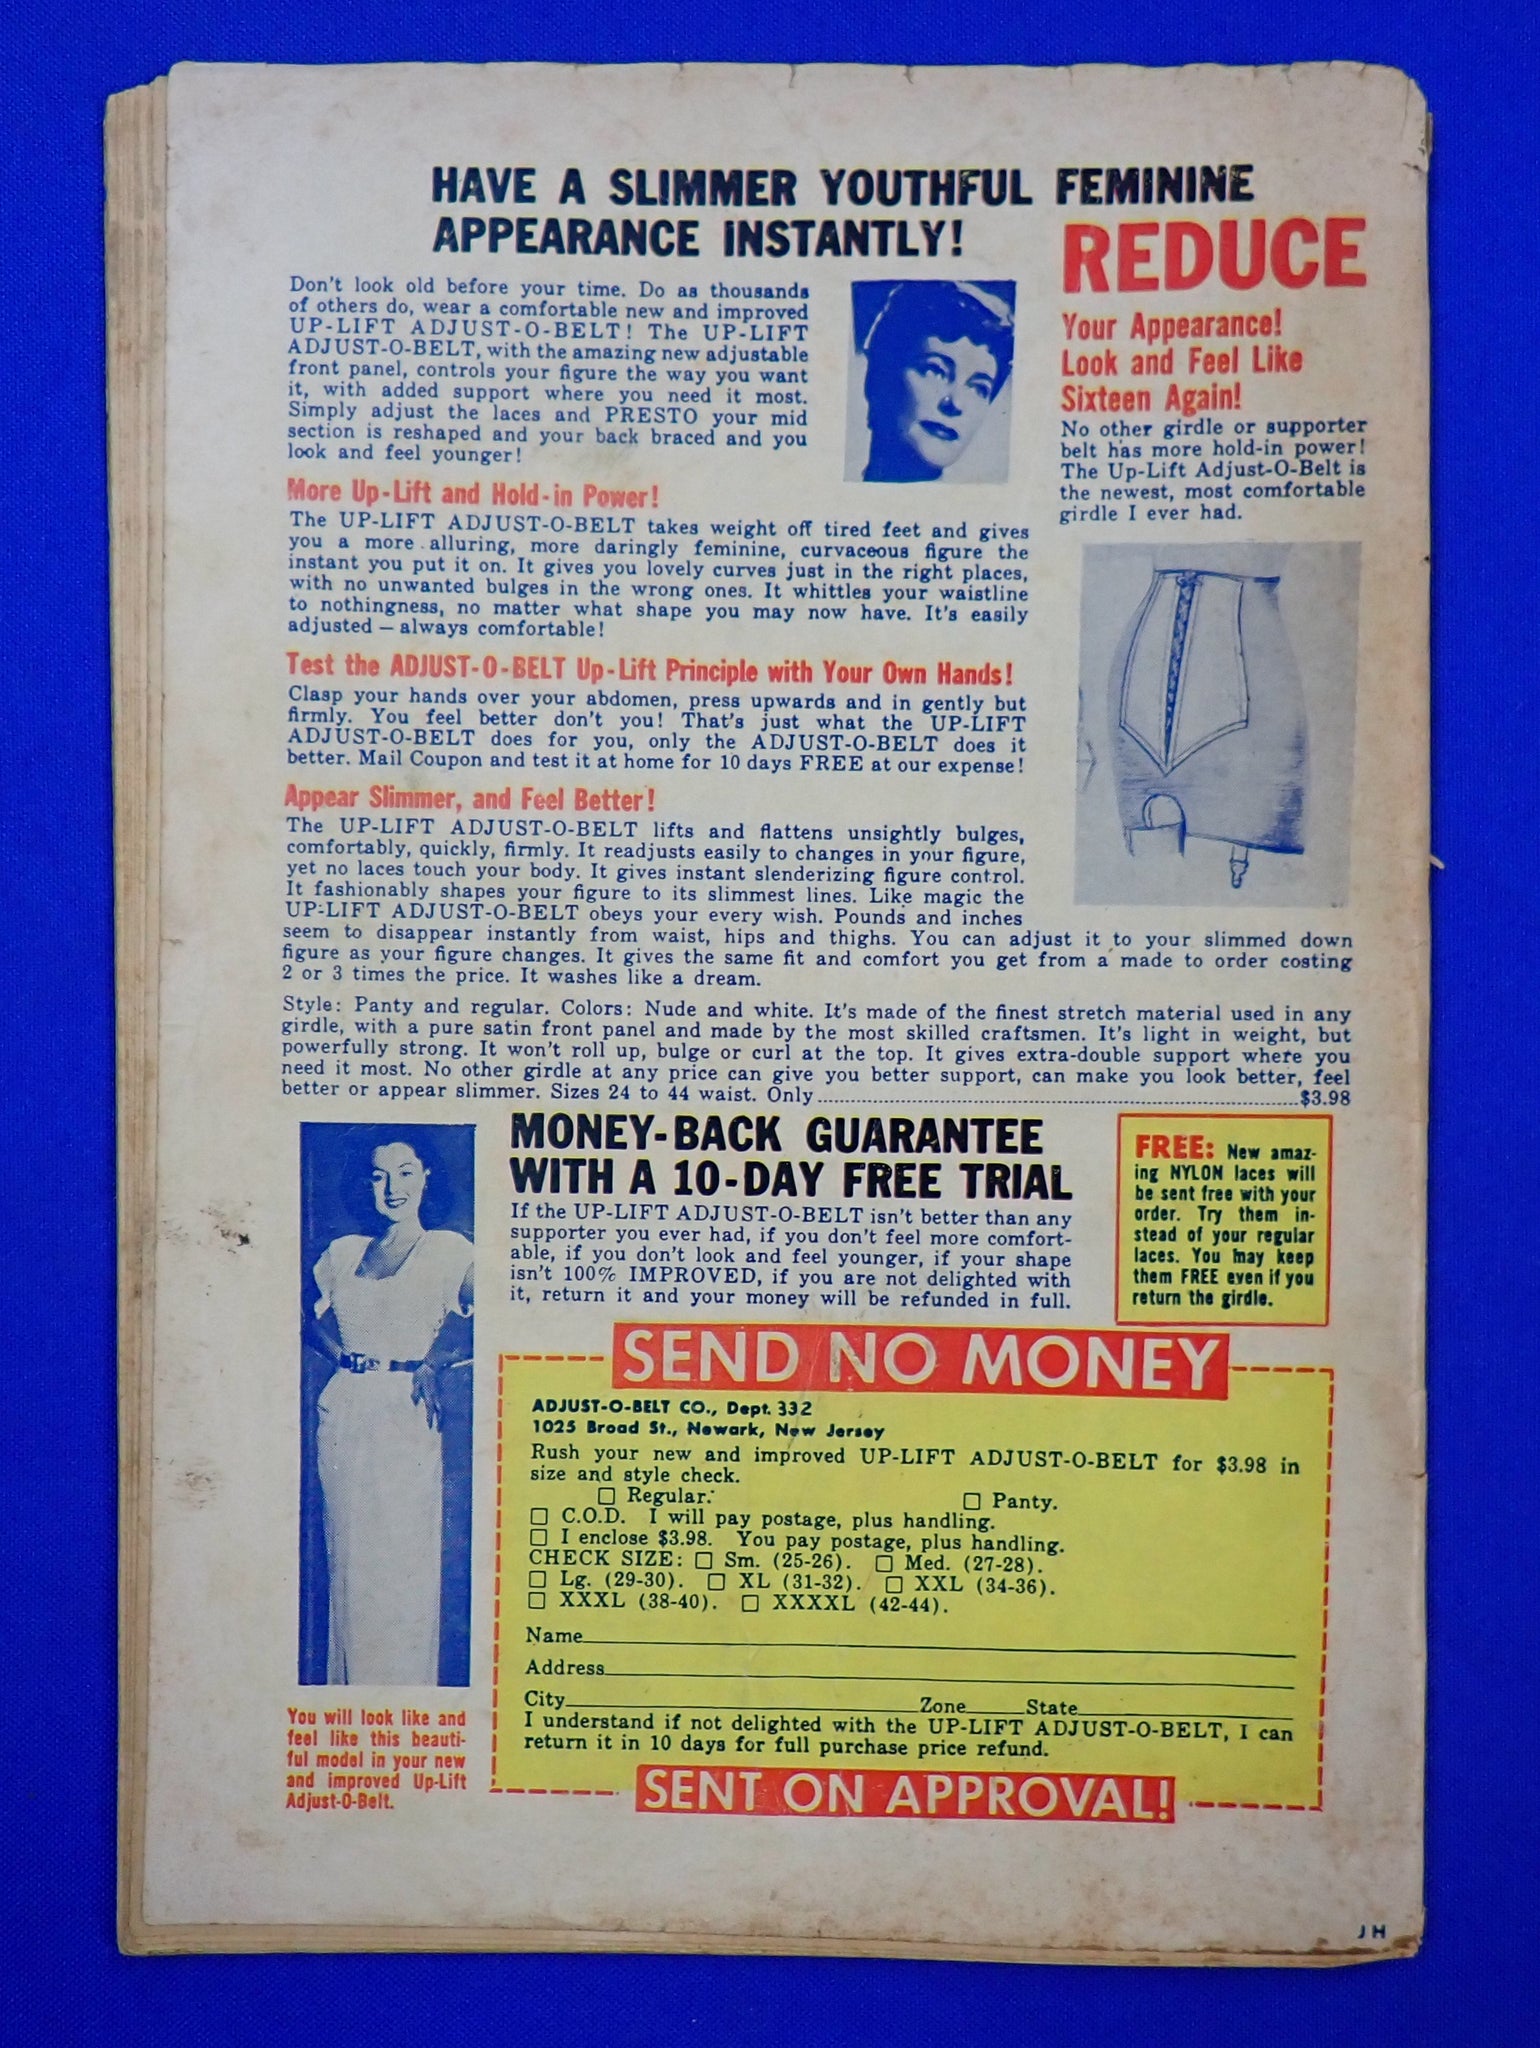 HAVE A SLIMMER YOUTHFUL FEMININE
APPEARANCE INSTANTLY!
Don't look old before your time. Do as thousands
of others do, wear a comfortable new and improved
UP-LIFT ADJUST-O-BELT! The UP-LIFT
ADJUST-O-BELT, with the amazing new adjustable
front panel, controls your figure the way you want
it, with added support where you need it most.
Simply adjust the laces and PRESTO your mid
section is reshaped and your back braced and you
look and feel younger!
REDUCE
Your Appearance!
Look and Feel Like
Sixteen Again!
No other girdle or supporter
belt has more hold-in power!
The Up-Lift Adjust-O-Belt is
the newest, most comfortable
girdle I ever had.
More Up-Lift and Hold-in Power!
The UP-LIFT ADJUST-O-BELT takes weight off tired feet and gives
you a more alluring, more daringly feminine, curvaceous figure the
instant you put it on. It gives you lovely curves just in the right places,
with no unwanted bulges in the wrong ones. It whittles your waistline
to nothingness, no matter what shape you may now have. It's easily
adjusted – always comfortable!
Test the ADJUST-O-BELT Up-Lift Principle with Your Own Hands!
Clasp your hands over your abdomen, press upwards and in gently but
firmly. You feel better don't you! That's just what the UP-LIFT
ADJUST-O-BELT does for you, only the ADJUST-O-BELT does it
better. Mail Coupon and test it at home for 10 days FREE at our expense!
Appear Slimmer, and Feel Better!
The UP-LIFT ADJUST-O-BELT lifts and flattens unsightly bulges,
comfortably, quickly, firmly. It readjusts easily to changes in your figure,
yet no laces touch your body. It gives instant slenderizing figure control.
It fashionably shapes your figure to its slimmest lines. Like magic the
UP-LIFT ADJUST-O-BELT obeys your every wish. Pounds and inches
seem to disappear instantly from waist, hips and thighs. You can adjust it to your slimmed down
figure as your figure changes. It gives the same fit and comfort you get from a made to order costing
2 or 3 times the price. It washes like a dream.
Style: Panty and regular. Colors: Nude and white. It's made of the finest stretch material used in any
girdle, with a pure satin front panel and made by the most skilled craftsmen. It's light in weight, but
powerfully strong. It won't roll up, bulge or curl at the top. It gives extra-double support where you
need it most. No other girdle at any price can give you better support, can make you look better, feel
better or appear slimmer. Sizes 24 to 44 waist. Only............$3.98
MONEY-BACK GUARANTEE
WITH A 10-DAY FREE TRIAL
If the UP-LIFT ADJUST-O-BELT isn't better than any
supporter you ever had, if you don't feel more comfort-
able, if you don't look and feel younger, if your shape
isn't 100% IMPROVED, if you are not delighted with
it, return it and your money will be refunded in full.
FREE: New amaz-
ing NYLON laces will
be sent free with your
order. Try them in-
stead of your regular
laces. You may keep
them FREE even if you
return the girdle.
You will look like and
feel like this beauti-
ful model in your new
and improved Up-Lift
Adjust-O-Belt.
SEND NO MONEY
ADJUST-O-BELT CO., Dept. 332
1025 Broad St., Newark, New Jersey
Rush your new and improved UP-LIFT ADJUST-O-BELT for $3.98 in
size and style check.
☐ Regular. ☐ Panty.
☐ C.O.D. I will pay postage, plus handling.
☐ I enclose $3.98. You pay postage, plus handling.
CHECK SIZE: ☐ Sm. (25-26). ☐ Med. (27-28).
☐ Lg. (29-30). ☐ XL (31-32). ☐ XXL (34-36).
☐ XXXL (38-40). ☐ XXXXL (42-44).
Name
Address
City Zone State
I understand if not delighted with the UP-LIFT ADJUST-O-BELT, I can
return it in 10 days for full purchase price refund.
SENT ON APPROVAL!
JH